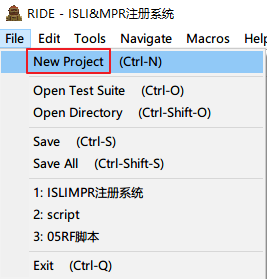 RIDE - ISLI&MPR注册系统
File Edit Tools Navigate Macros Help
New Project (Ctrl-N)
Open Test Suite (Ctrl-O)
Open Directory (Ctrl-Shift-O)
Save (Ctrl-S)
Save All (Ctrl-Shift-S)
1: ISLIMPR注册系统
2: script
3: 05RF脚本
Exit (Ctrl-Q)